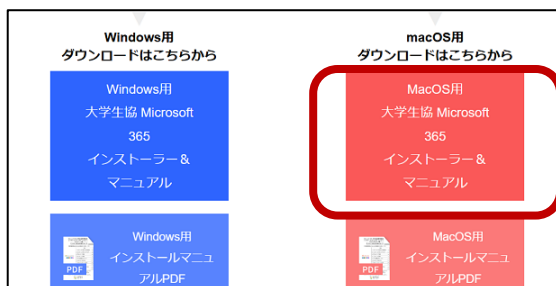 Windows用
ダウンロードはこちらから
Windows用
大学生協 Microsoft
365
インストーラー＆
マニュアル
Windows用
インストールマニュ
アルPDF
PDF
macOS用
ダウンロードはこちらから
MacOS用
大学生協 Microsoft
365
インストーラー＆
マニュアル
MacOS用
インストールマニュ
アルPDF
PDF